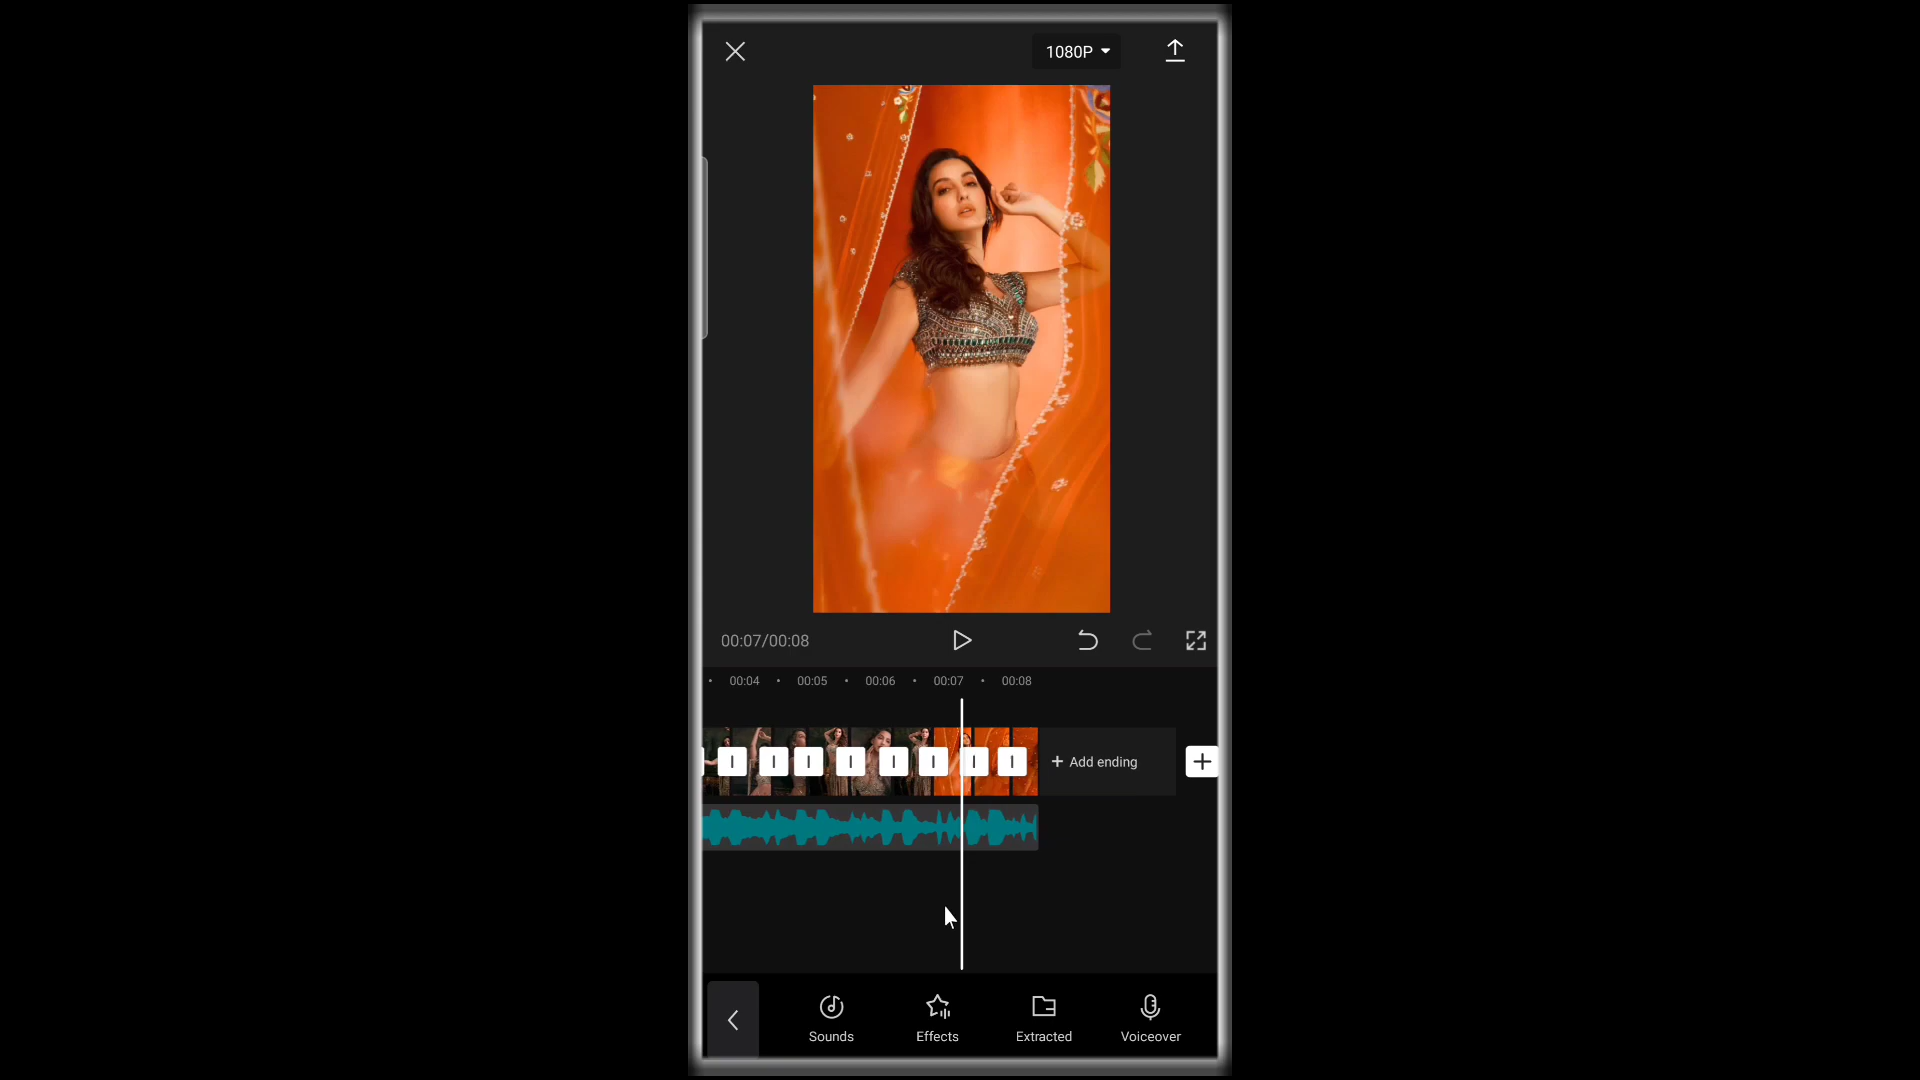 1080P
00:07/00:08
00:04 00:05 00:06 00:07 00:08
+ Add ending
Sounds Effects Extracted Voiceover